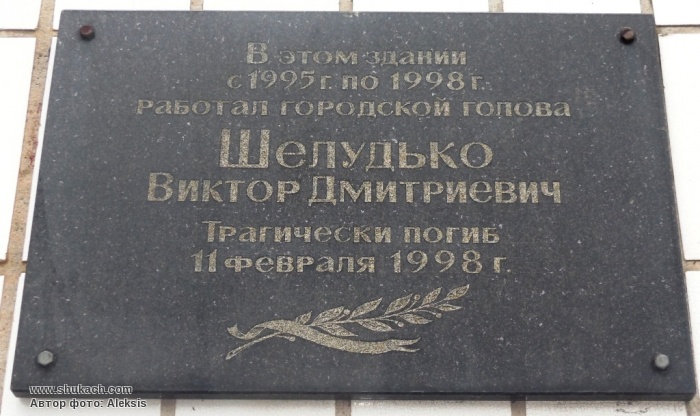 В этом здании
с 1995 г. по 1998 г.
работал городской голова
Шелудько
Виктор Дмитриевич
Трагически погиб
11 февраля 1998 г.
www.shukach.com
Автор фото: Aleksis